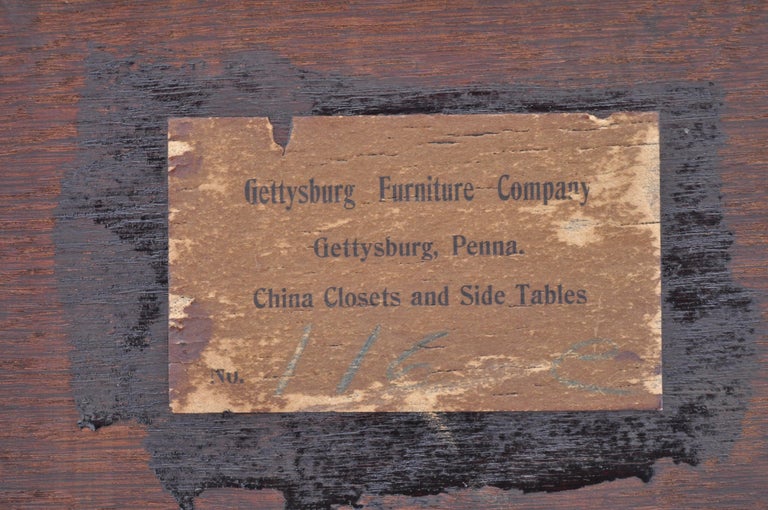 Gettysburg Furniture Company
Gettysburg, Penna.
China Closets and Side Tables
No. 116